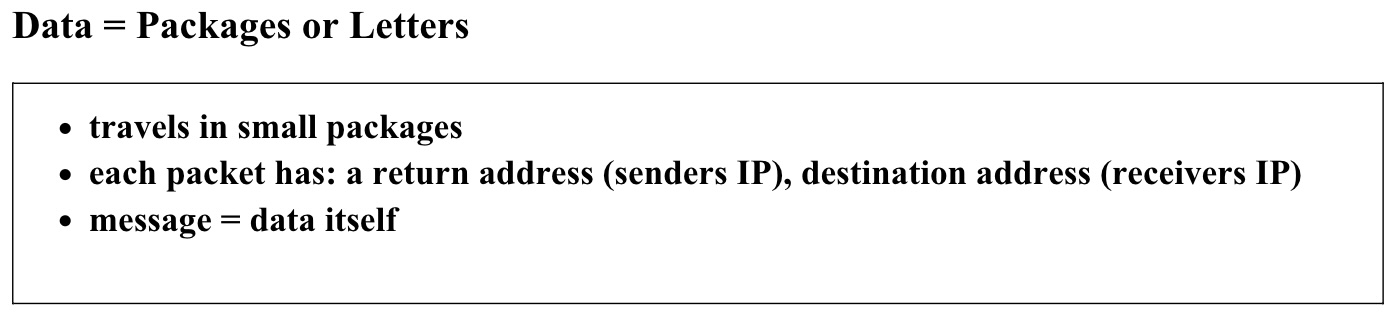 Data = Packages or Letters
• travels in small packages
• each packet has: a return address (senders IP), destination address (receivers IP)
• message = data itself